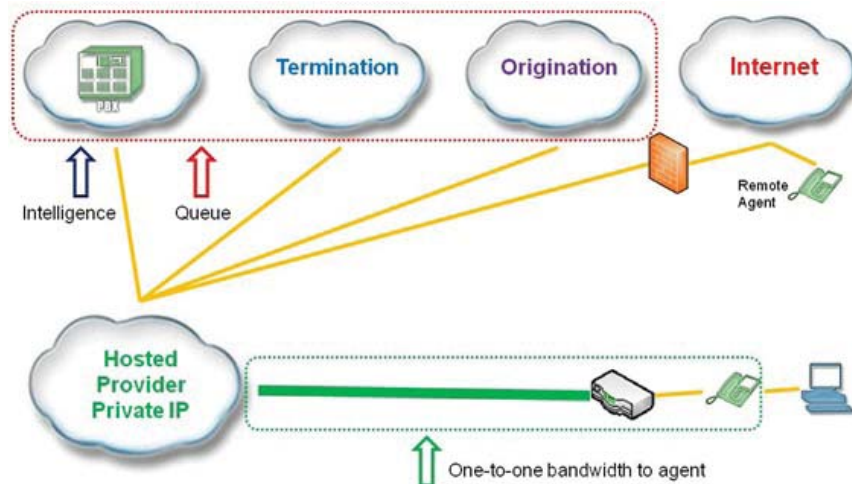 PBX
Termination
Origination
Internet
Intelligence
Queue
Remote
Agent
Hosted
Provider
Private IP
One-to-one bandwidth to agent